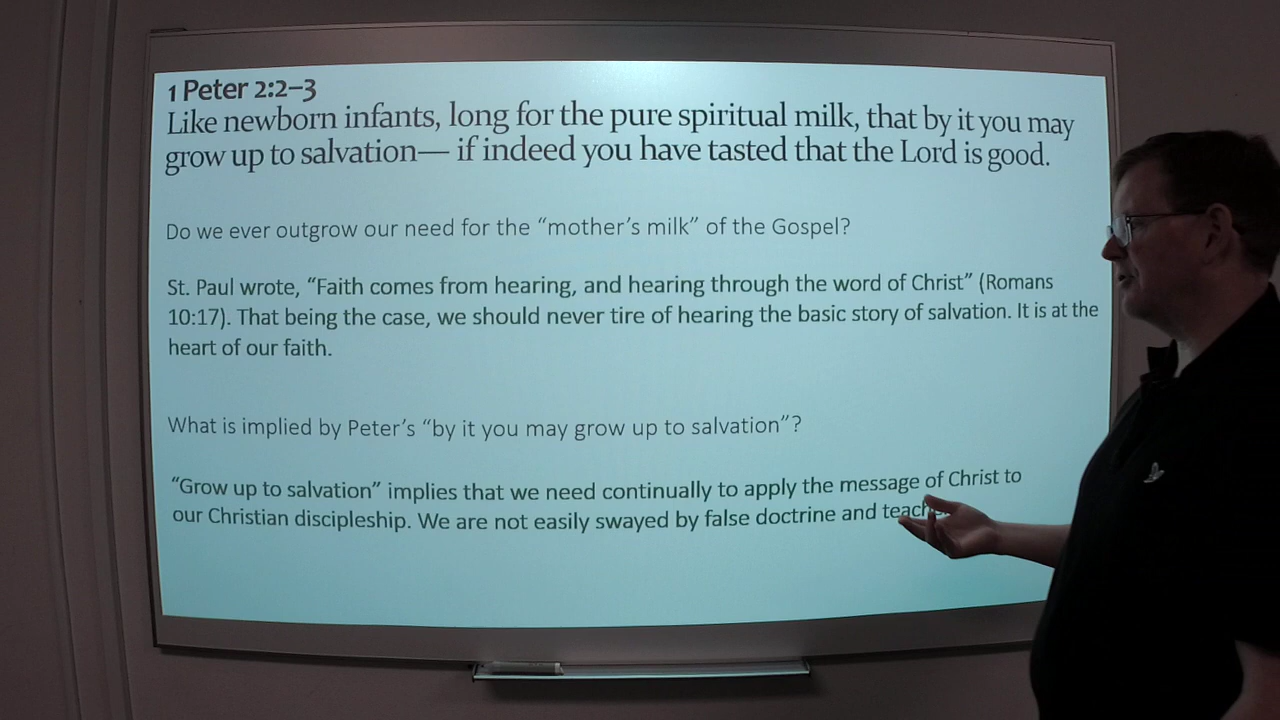 1 Peter 2:2–3
Like newborn infants, long for the pure spiritual milk, that by it you may
grow up to salvation— if indeed you have tasted that the Lord is good.
Do we ever outgrow our need for the “mother’s milk” of the Gospel?
St. Paul wrote, “Faith comes from hearing, and hearing through the word of Christ” (Romans
10:17). That being the case, we should never tire of hearing the basic story of salvation. It is at the
heart of our faith.
What is implied by Peter’s “by it you may grow up to salvation”?
“Grow up to salvation” implies that we need continually to apply the message of Christ to
our Christian discipleship. We are not easily swayed by false doctrine and